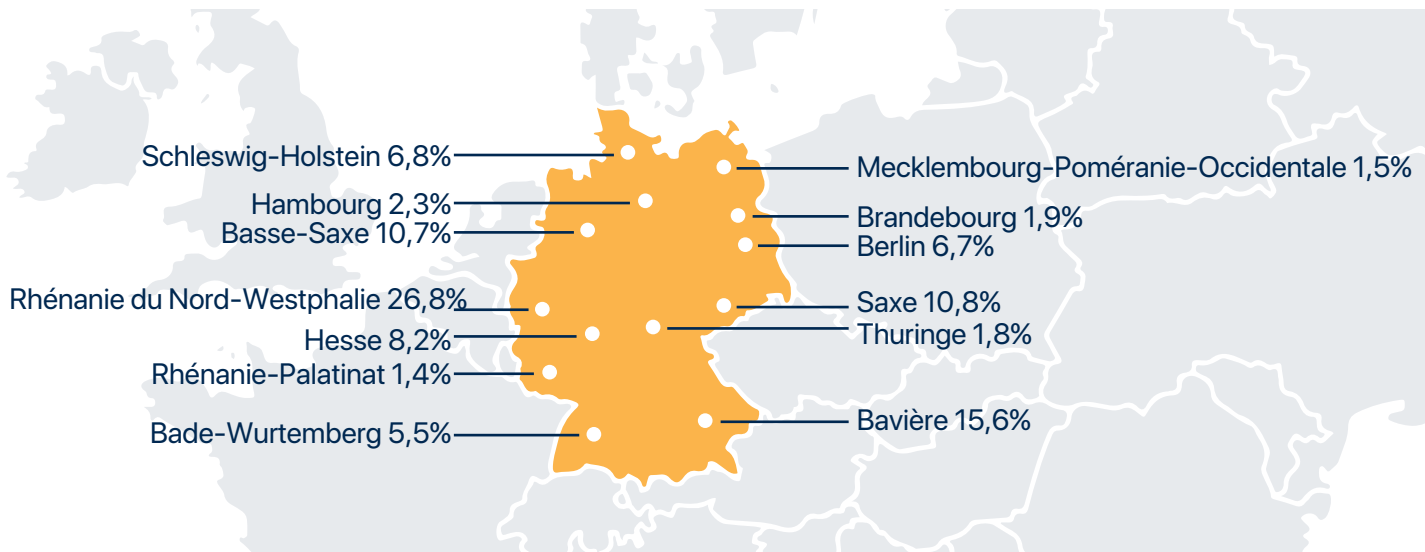 Schleswig-Holstein 6,8%
Hambourg 2,3%
Basse-Saxe 10,7%
Rhénanie du Nord-Westphalie 26,8%
Hesse 8,2%
Rhénanie-Palatinat 1,4%
Bade-Wurtemberg 5,5%
Mecklembourg-Poméranie-Occidentale 1,5%
Brandebourg 1,9%
Berlin 6,7%
Saxe 10,8%
Thuringe 1,8%
Bavière 15,6%